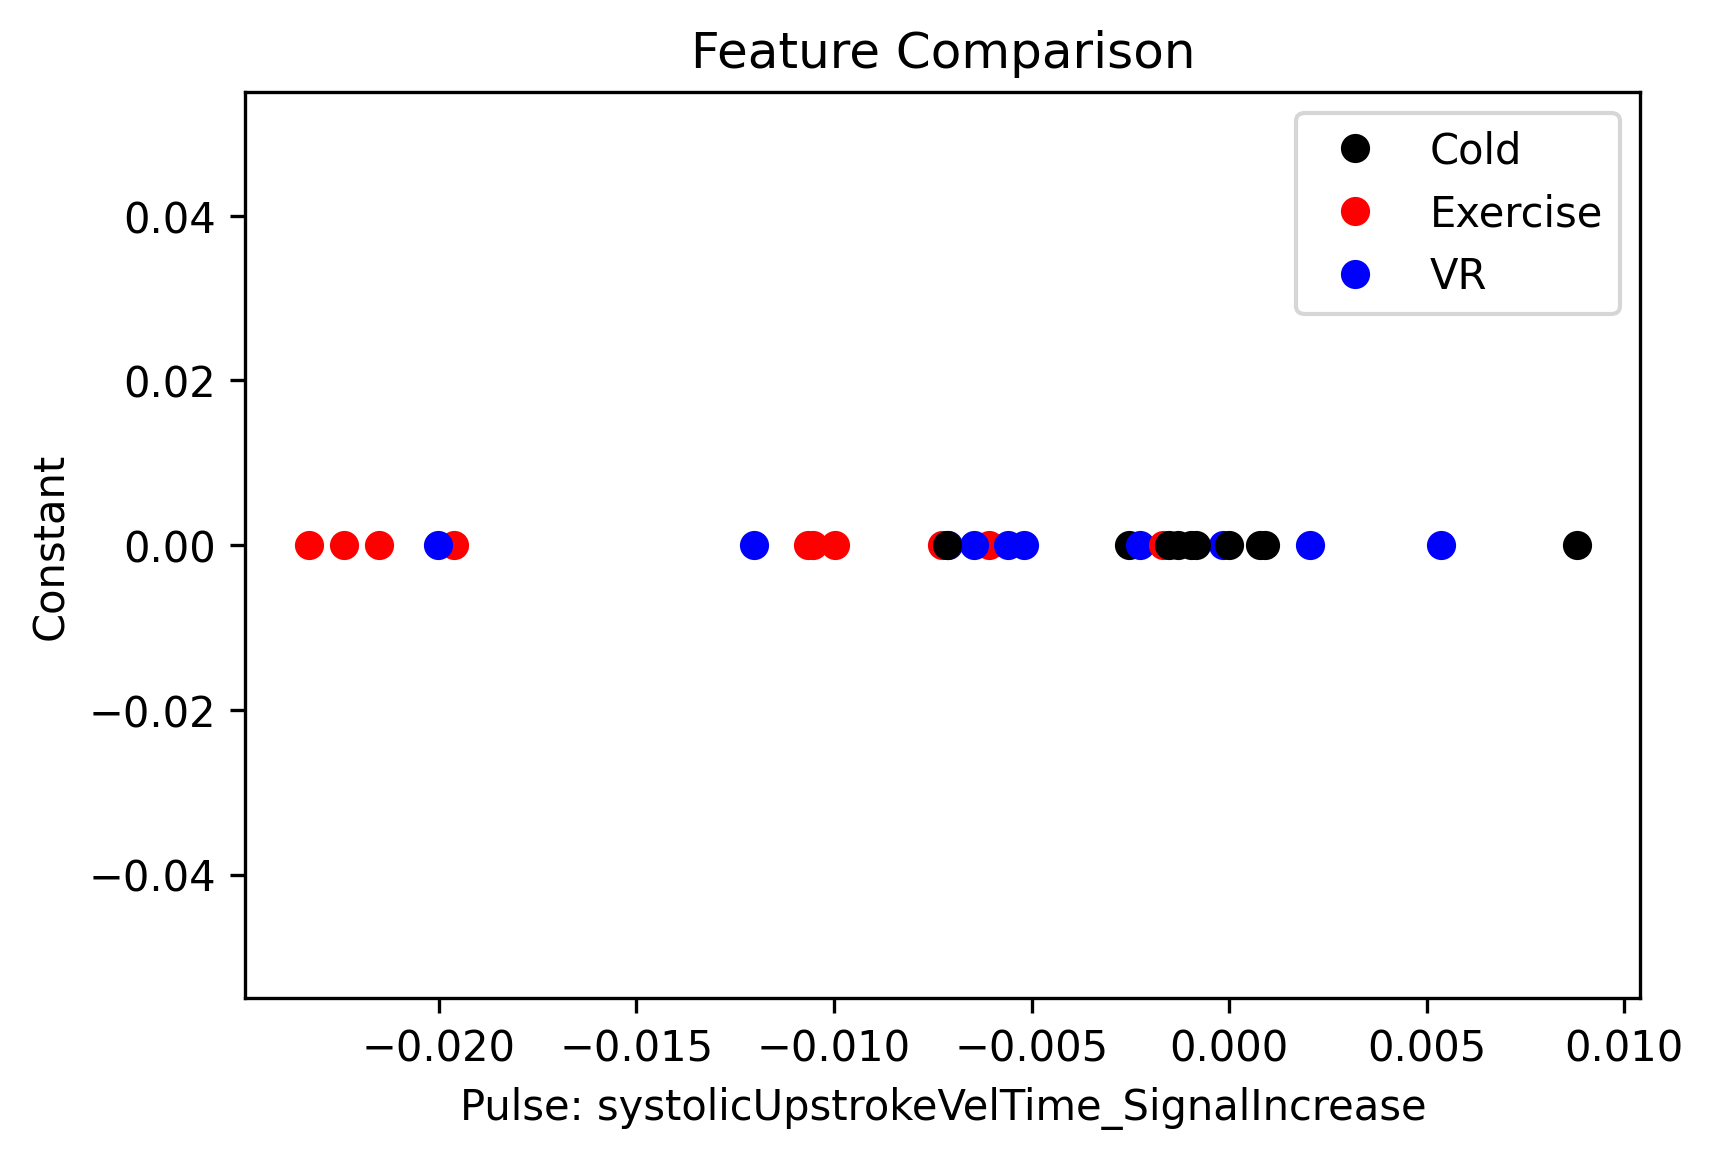 Feature Comparison
Cold
Exercise
VR
0.04
0.02
0.00
−0.02
−0.04
Constant
−0.020
−0.015
−0.010
−0.005
0.000
0.005
0.010
Pulse: systolicUpstrokeVelTime_SignalIncrease